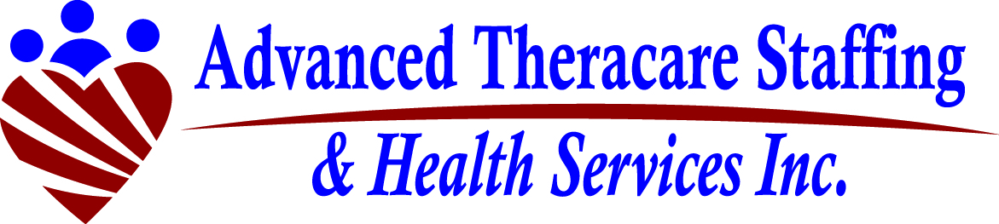 Advanced Theracare Staffing
& Health Services Inc.